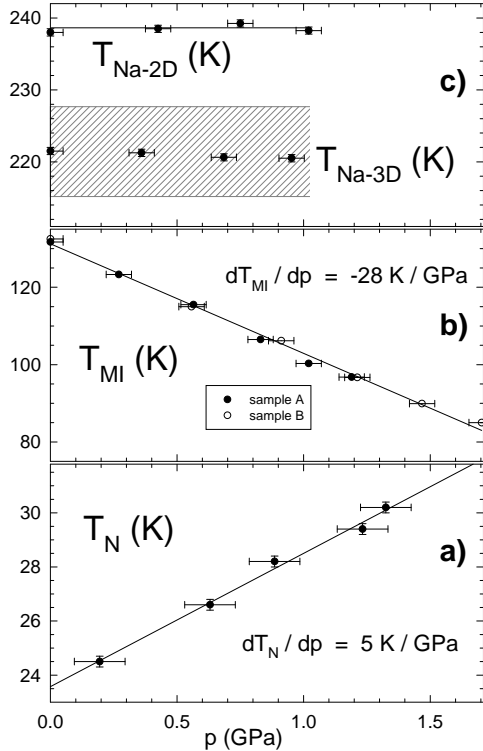 240
T_Na-2D (K)
c)
230
220
T_Na-3D (K)
dT_MI / dp = -28 K / GPa
120
b)
T_MI (K)
100
sample A
sample B
80
30
T_N (K)
a)
28
26
dT_N / dp = 5 K / GPa
24
0.0 0.5 1.0 1.5
p (GPa)